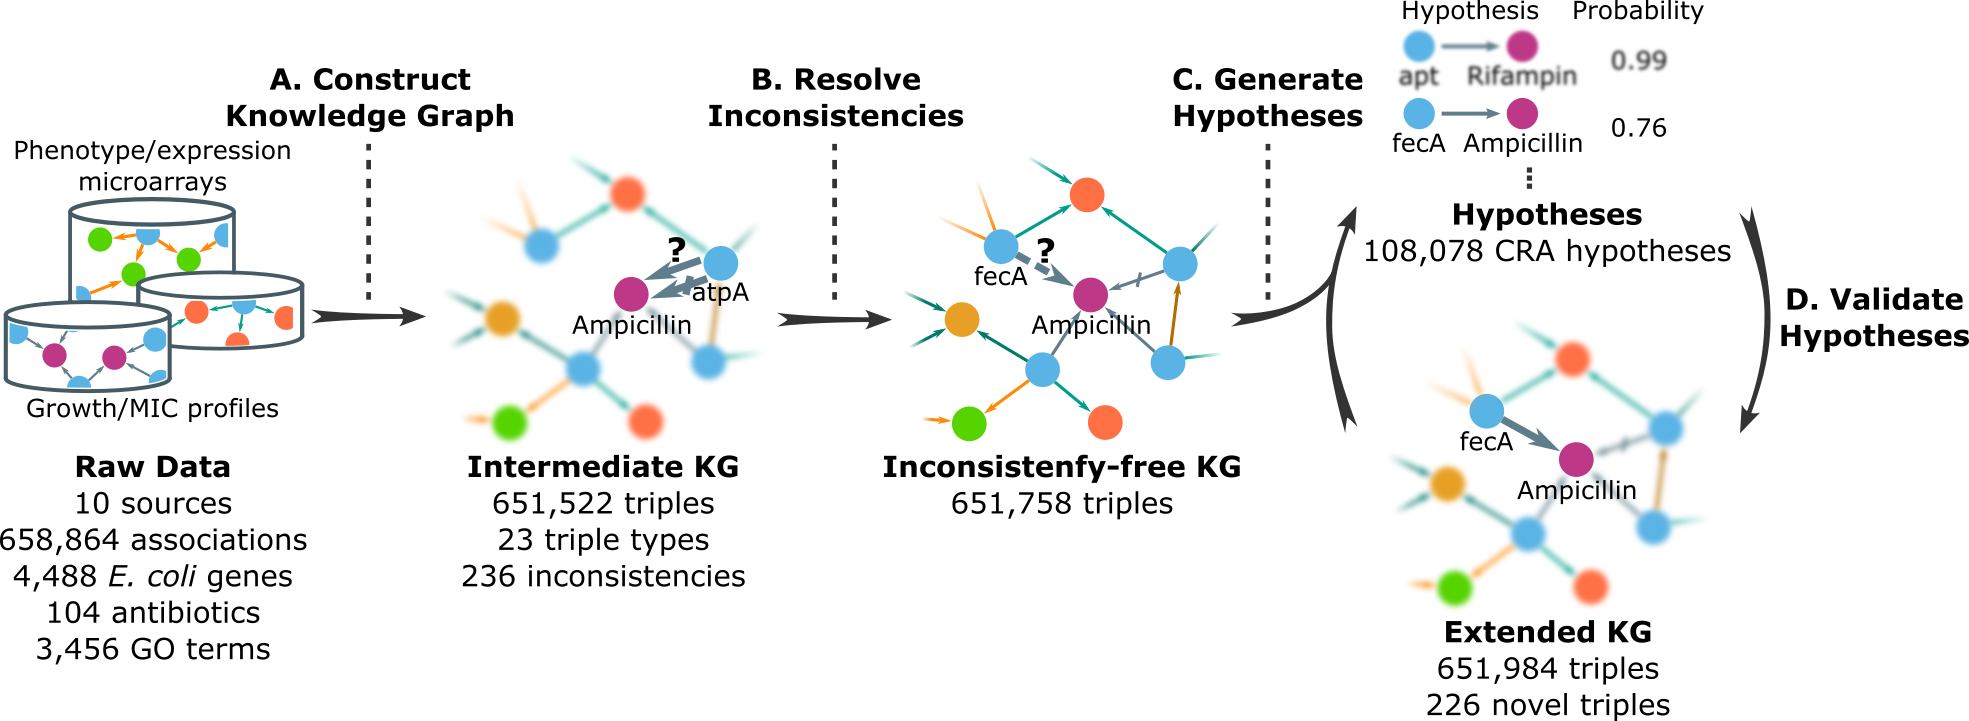 A. Construct
Knowledge Graph
Phenotype/expression
microarrays
Growth/MIC profiles
Raw Data
10 sources
658,864 associations
4,488 E. coli genes
104 antibiotics
3,456 GO terms
?
atpA
Ampicillin
Intermediate KG
651,522 triples
23 triple types
236 inconsistencies
B. Resolve
Inconsistencies
fecA
?
Ampicillin
Inconsistenfy-free KG
651,758 triples
C. Generate
Hypotheses
Hypothesis Probability
apt Rifampin 0.99
fecA Ampicillin 0.76
Hypotheses
108,078 CRA hypotheses
D. Validate
Hypotheses
fecA
Ampicillin
Extended KG
651,984 triples
226 novel triples